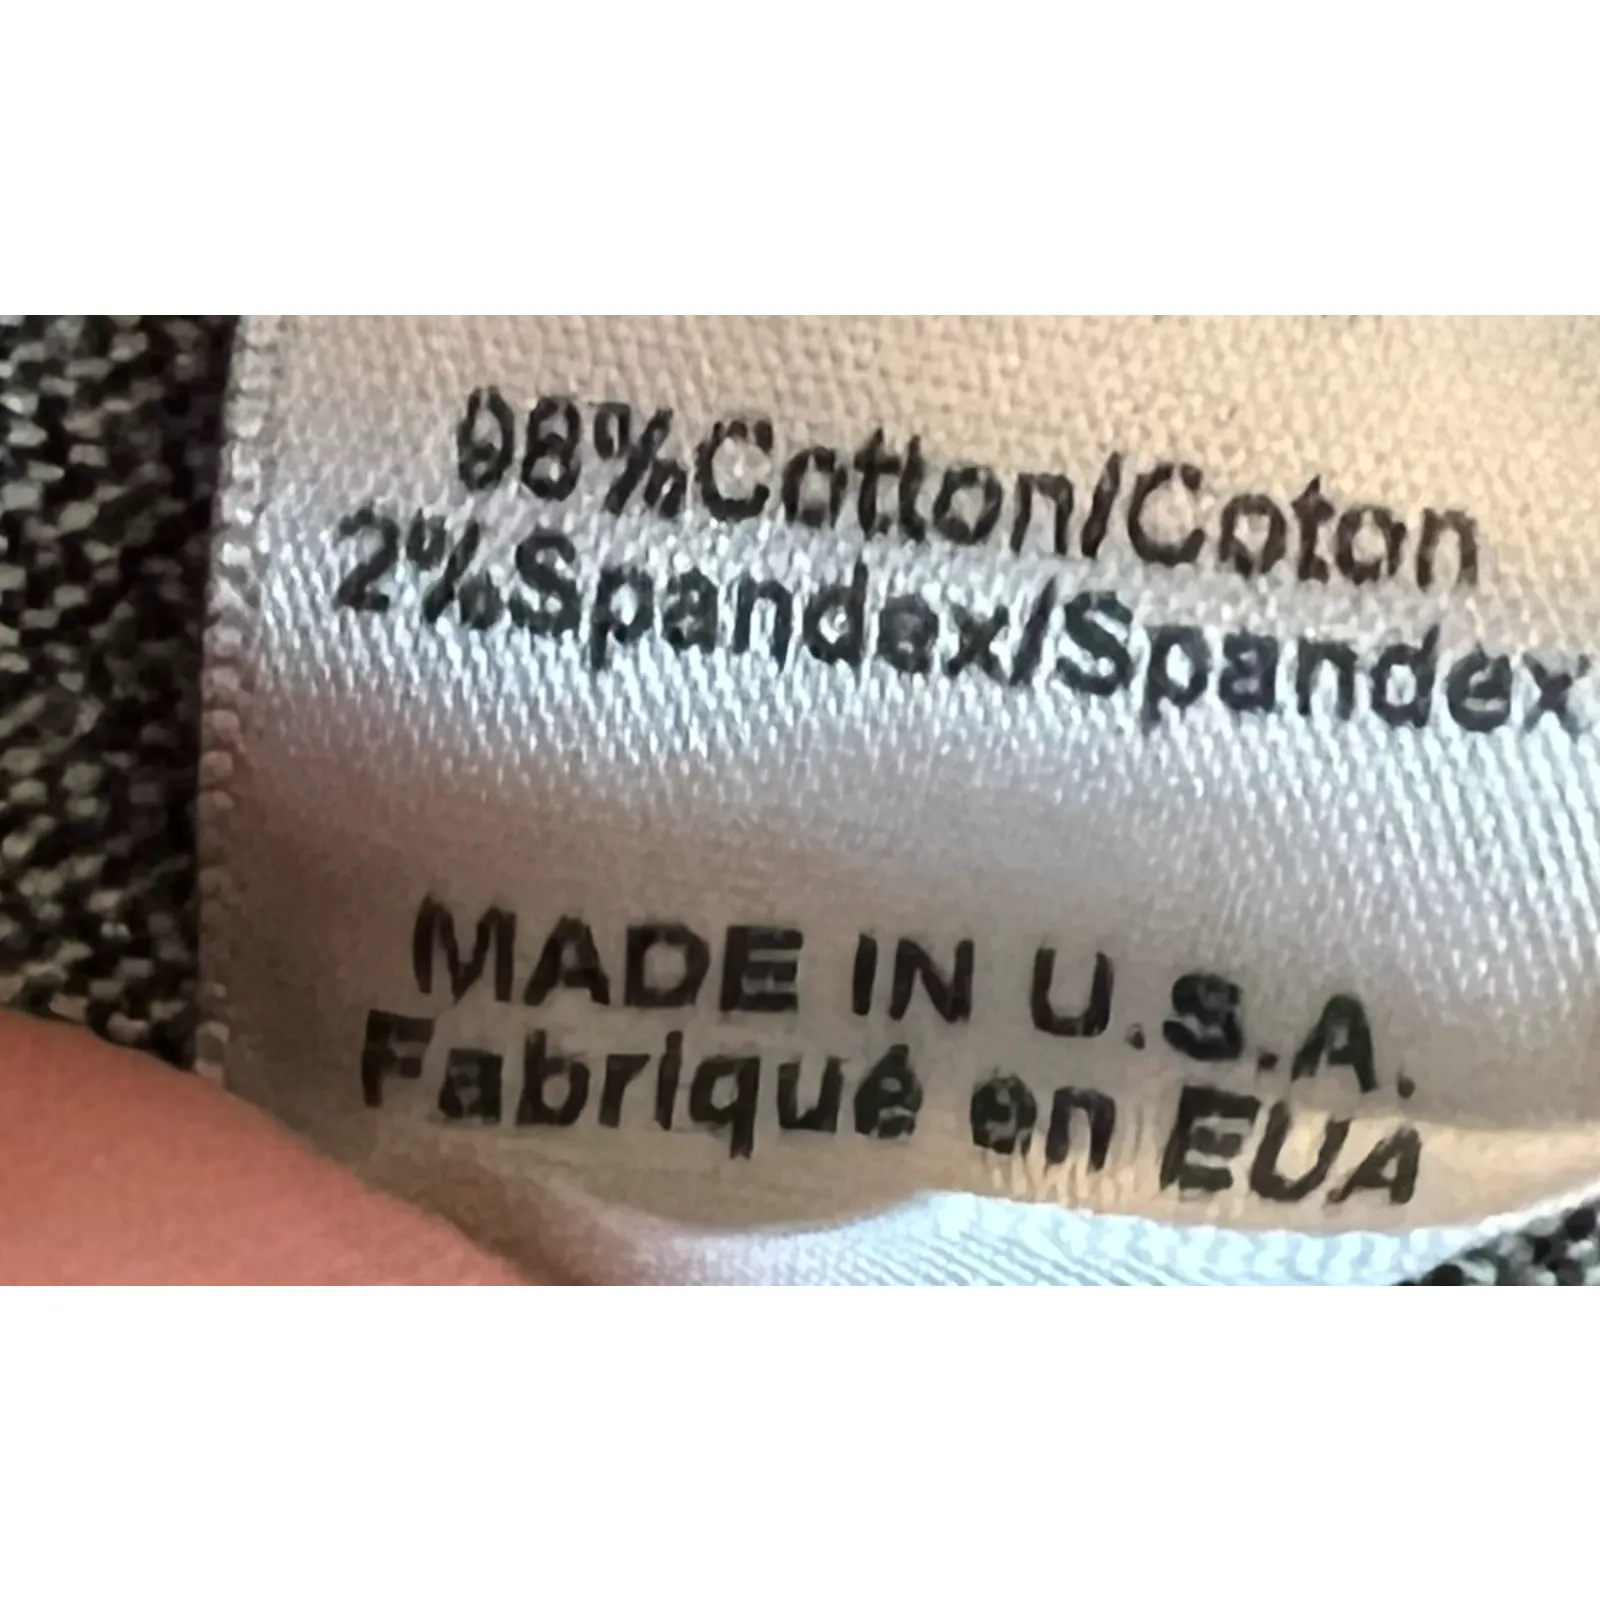 98%Cotton/Coton
2%Spandex/Spandex
MADE IN U.S.A.
Fabriqué en EUA